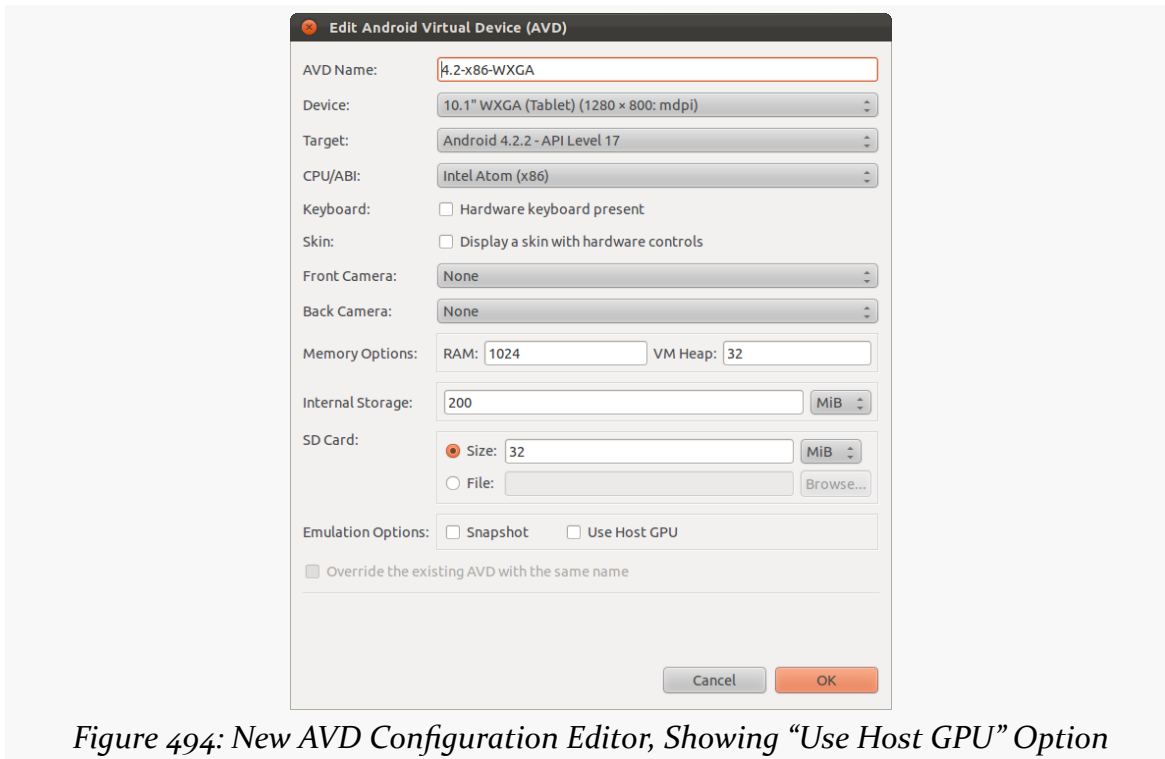 Edit Android Virtual Device (AVD)
AVD Name: 4.2-x86-WXGA
Device: 10.1" WXGA (Tablet) (1280 × 800: mdpi)
Target: Android 4.2.2 - API Level 17
CPU/ABI: Intel Atom (x86)
Keyboard: Hardware keyboard present
Skin: Display a skin with hardware controls
Front Camera: None
Back Camera: None
Memory Options: RAM: 1024 VM Heap: 32
Internal Storage: 200 MiB
SD Card:
Size: 32 MiB
File: Browse...
Emulation Options: Snapshot Use Host GPU
Override the existing AVD with the same name
Cancel OK
Figure 494: New AVD Configuration Editor, Showing “Use Host GPU” Option